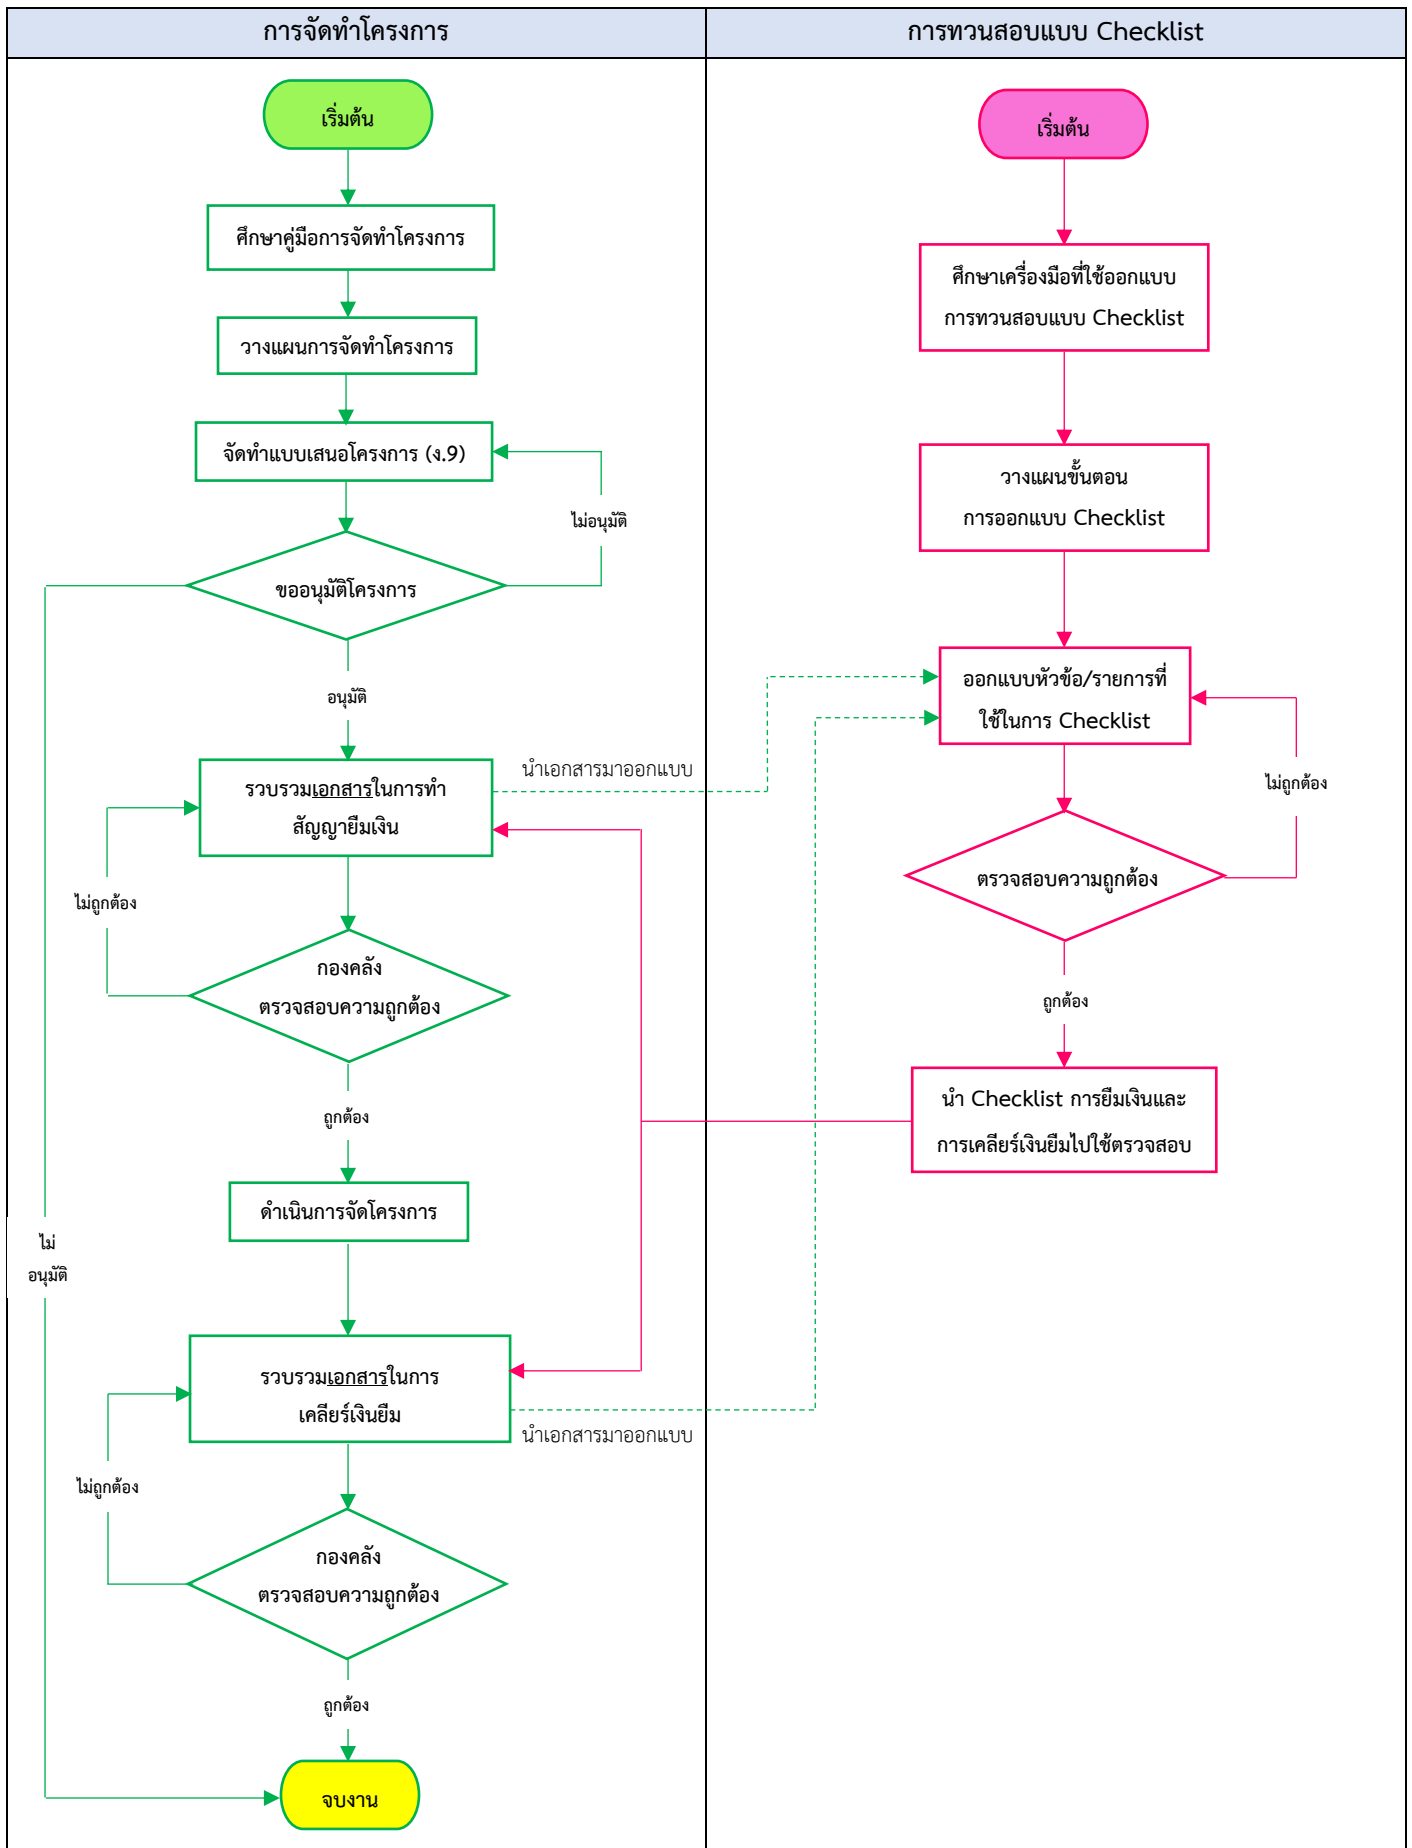 การจัดทำโครงการ
เริ่มต้น
ศึกษาคู่มือการจัดทำโครงการ
วางแผนการจัดทำโครงการ
จัดทำแบบเสนอโครงการ (ง.9)
ไม่อนุมัติ
ขออนุมัติโครงการ
อนุมัติ
รวบรวมเอกสารในการทำ
สัญญายืมเงิน
นำเอกสารมาออกแบบ
ไม่ถูกต้อง
กองคลัง
ตรวจสอบความถูกต้อง
ถูกต้อง
ดำเนินการจัดโครงการ
ไม่
อนุมัติ
รวบรวมเอกสารในการ
เคลียร์เงินยืม
นำเอกสารมาออกแบบ
ไม่ถูกต้อง
กองคลัง
ตรวจสอบความถูกต้อง
ถูกต้อง
จบงาน
การทวนสอบแบบ Checklist
เริ่มต้น
ศึกษาเครื่องมือที่ใช้ออกแบบ
การทวนสอบแบบ Checklist
วางแผนขั้นตอน
การออกแบบ Checklist
ออกแบบหัวข้อ/รายการที่
ใช้ในการ Checklist
ไม่ถูกต้อง
ตรวจสอบความถูกต้อง
ถูกต้อง
นำ Checklist การยืมเงินและ
การเคลียร์เงินยืมไปใช้ตรวจสอบ